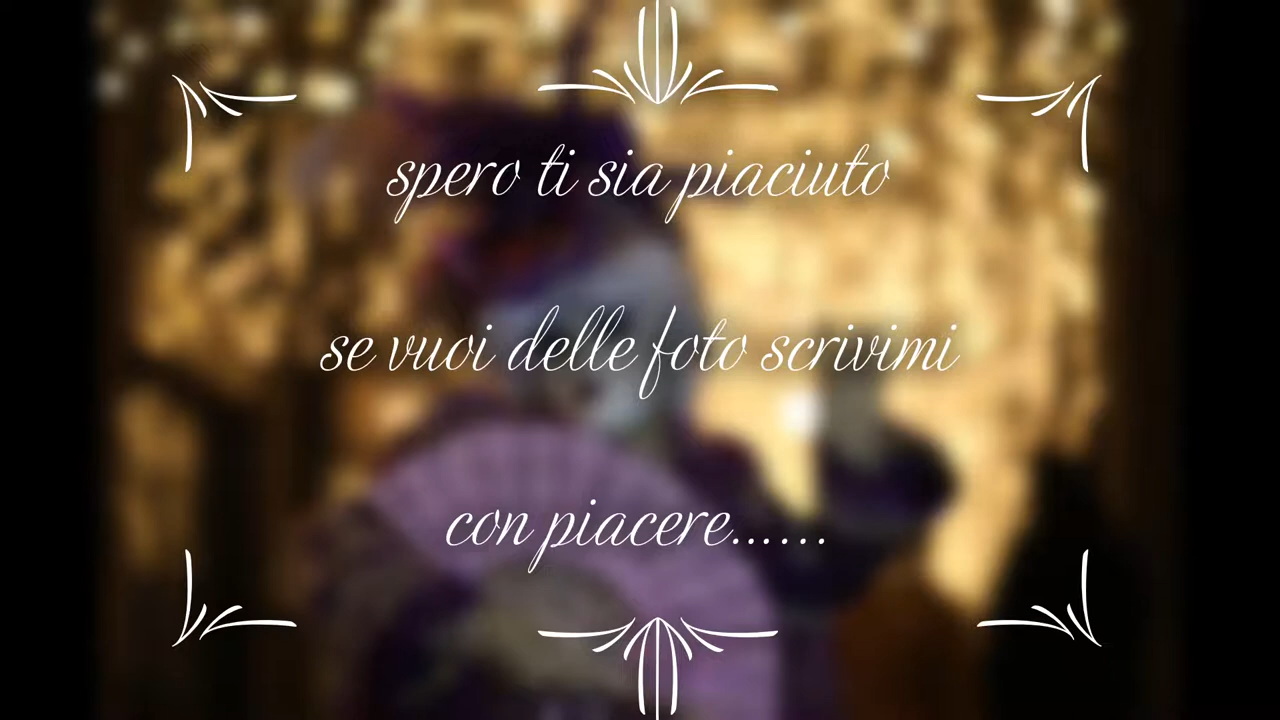 spero ti sia piaciuto
se vuoi delle foto scrivimi
con piacere......